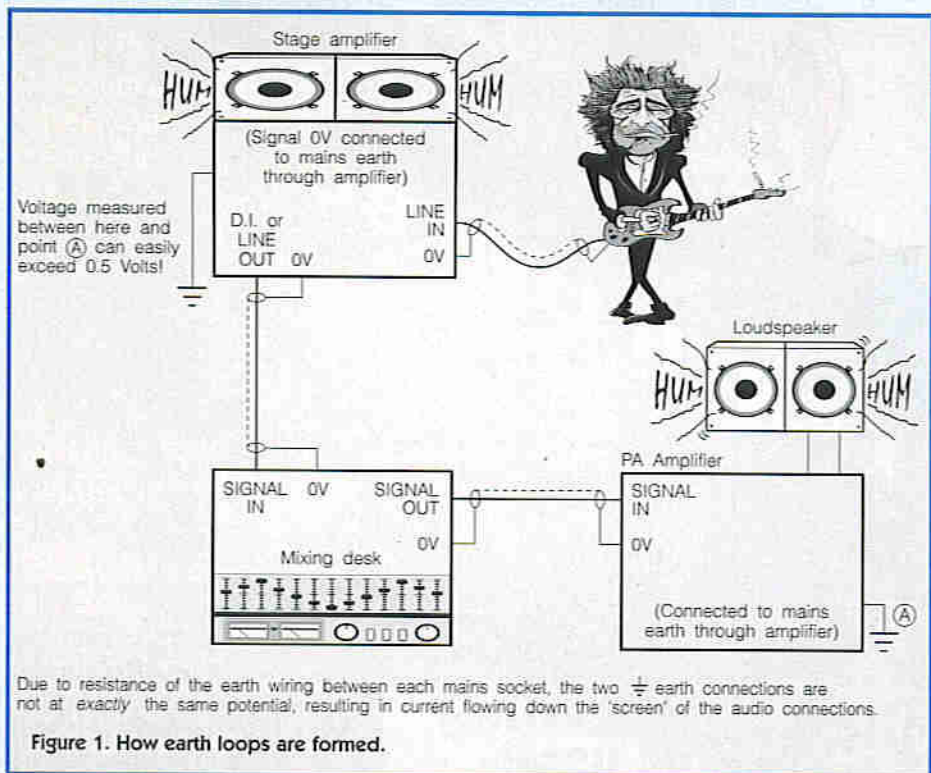 Stage amplifier
HUM
HUM
(Signal 0V connected
to mains earth
through amplifier)
Voltage measured
between here and
point Ⓐ can easily
exceed 0.5 Volts!
D.I. or
LINE
OUT 0V
LINE
IN
0V
Loudspeaker
HUM
HUM
PA Amplifier
SIGNAL
IN
0V
SIGNAL
OUT
0V
Mixing desk
SIGNAL
IN
0V
(Connected to mains
earth through amplifier)
Ⓐ
Due to resistance of the earth wiring between each mains socket, the two ⏚ earth connections are
not at exactly the same potential, resulting in current flowing down the 'screen' of the audio connections.
Figure 1. How earth loops are formed.